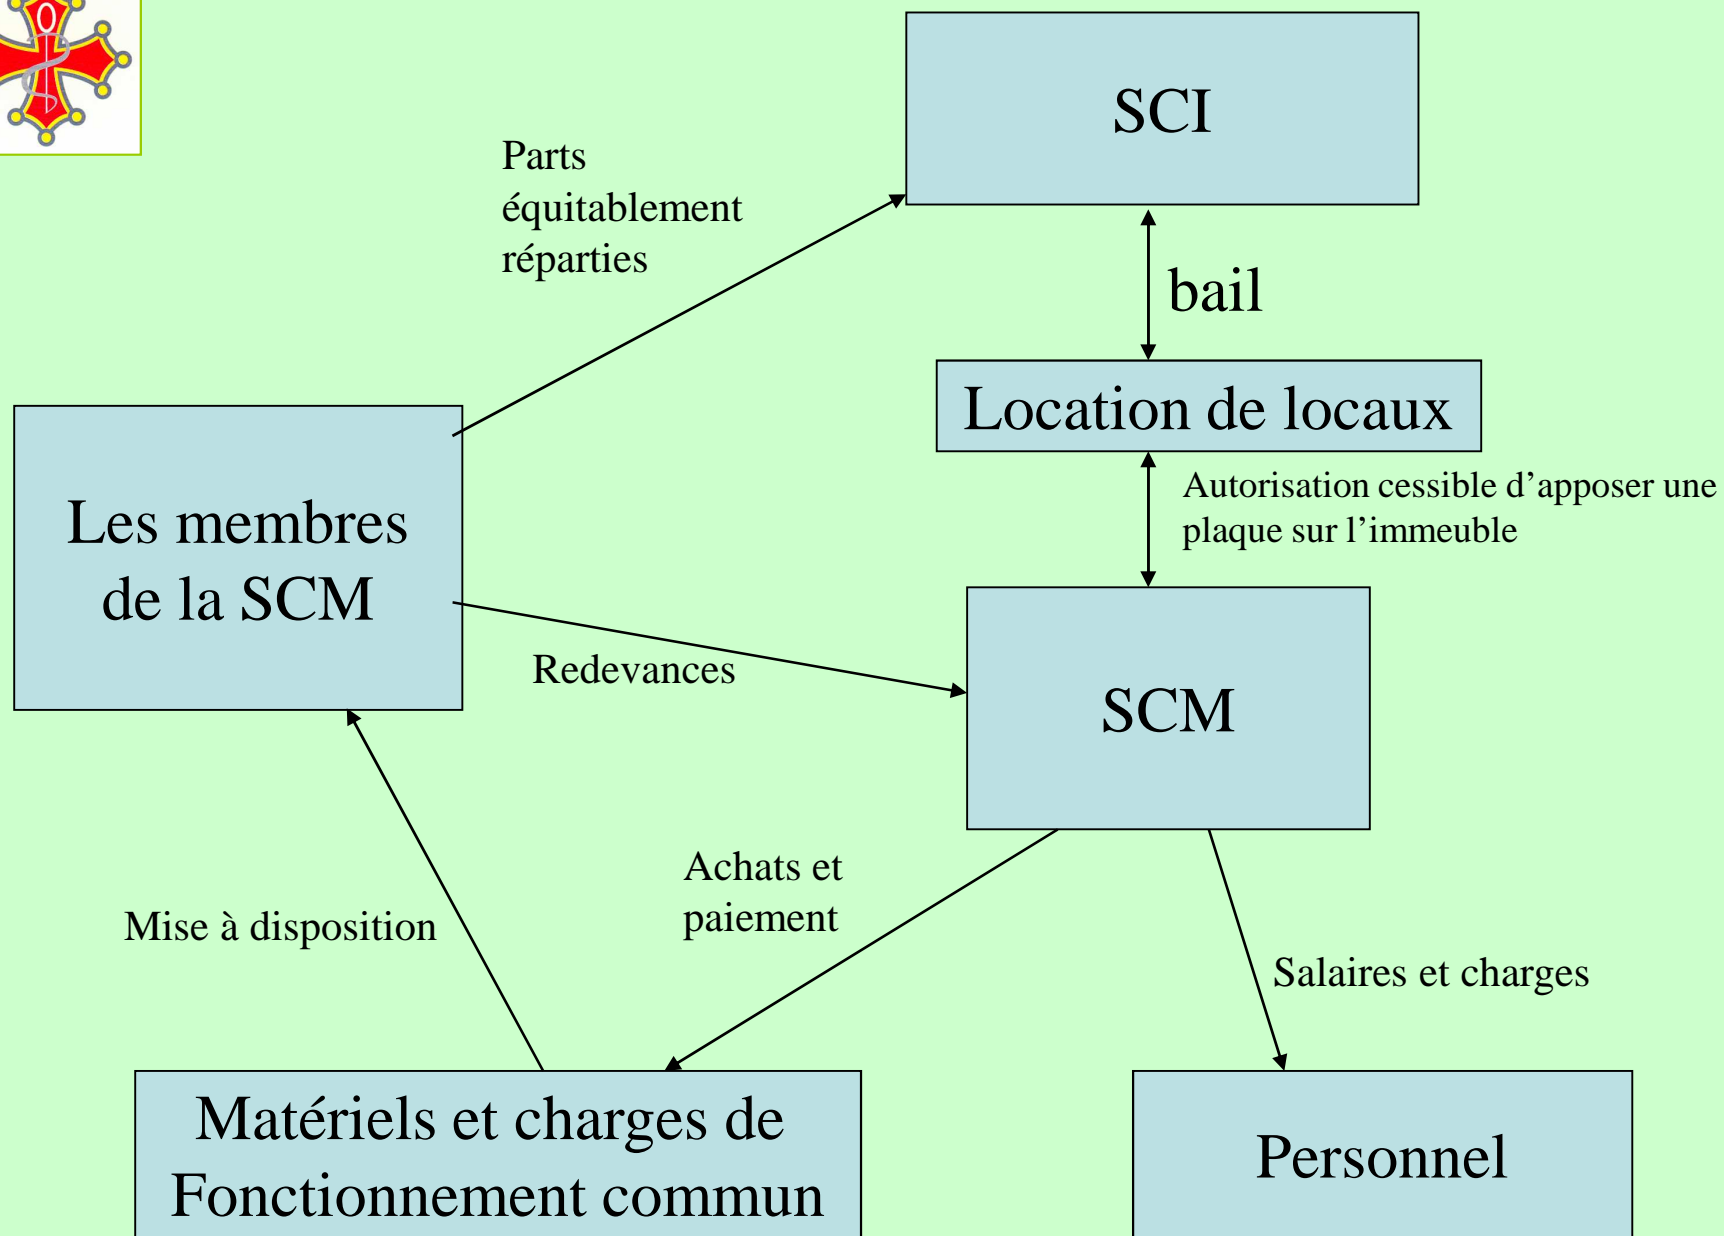 SCI
Parts
équitablement
réparties
bail
Location de locaux
Autorisation cessible d’apposer une
plaque sur l’immeuble
Les membres
de la SCM
Redevances
SCM
Achats et
paiement
Mise à disposition
Salaires et charges
Matériels et charges de
Fonctionnement commun
Personnel